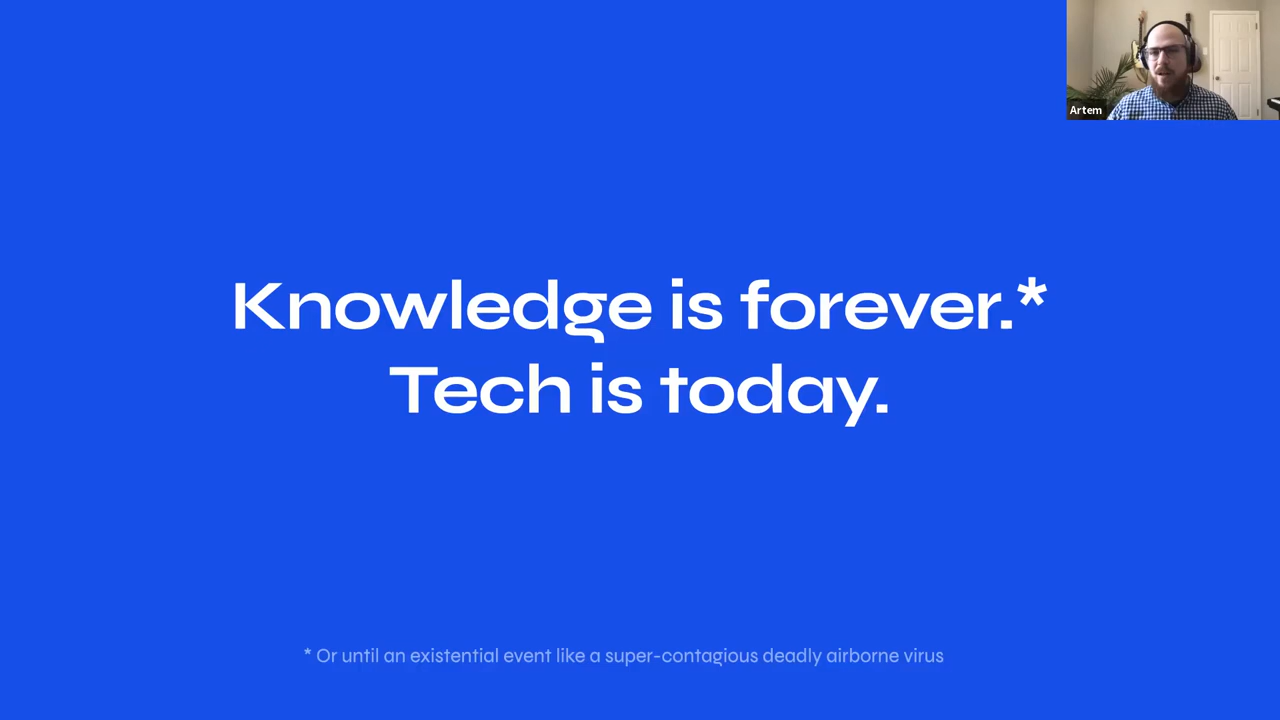 Artem
Knowledge is forever.*
Tech is today.
* Or until an existential event like a super-contagious deadly airborne virus